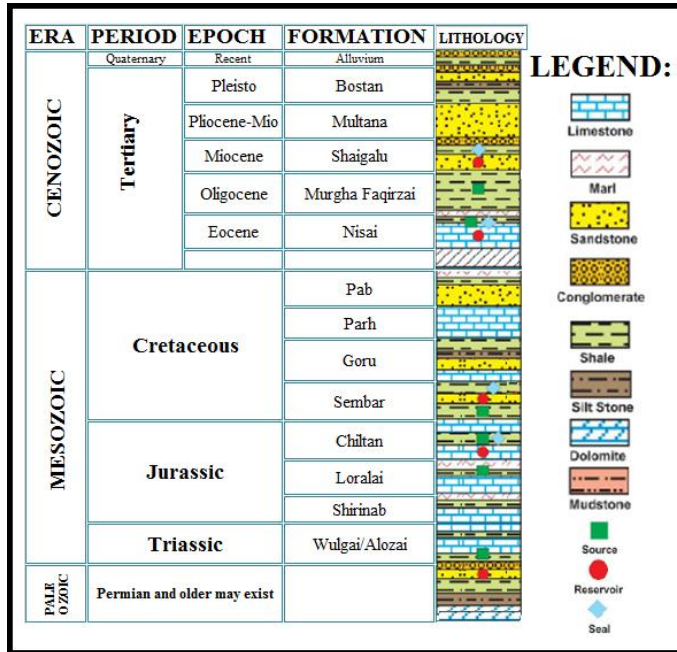 ERA PERIOD EPOCH FORMATION LITHOLOGY
Quaternary Recent Alluvium
CENOZOIC
Tertiary
Pleisto Bostan
Pliocene-Mio Multana
Miocene Shaigalu
Oligocene Murgha Faqirzai
Eocene Nisai
MESOZOIC
Cretaceous
Pab
Parh
Goru
Sembar
Jurassic
Chiltan
Loralai
Shirinab
Triassic Wulgai/Alozai
PALE
OZOIC
Permian and older may exist
LEGEND:
Limestone
Marl
Sandstone
Conglomerate
Shale
Silt Stone
Dolomite
Mudstone
Source
Reservoir
Seal